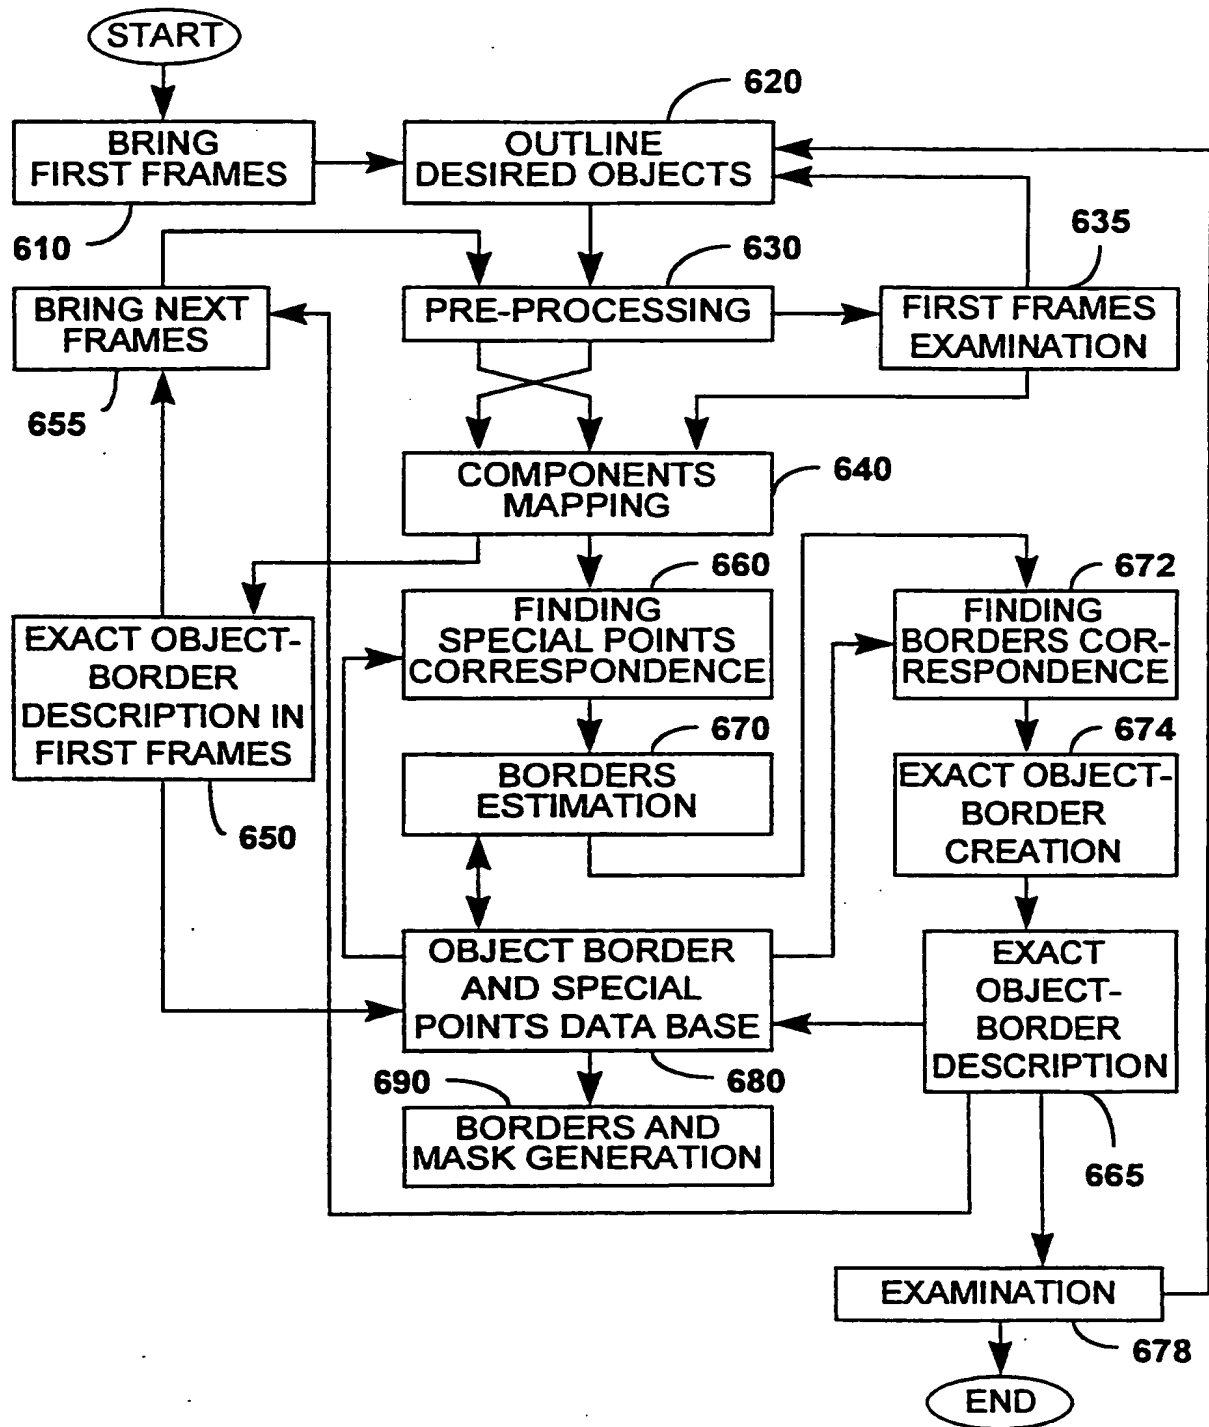 START
620
BRING
FIRST FRAMES
OUTLINE
DESIRED OBJECTS
610
630
635
BRING NEXT
FRAMES
PRE-PROCESSING
FIRST FRAMES
EXAMINATION
655
COMPONENTS
MAPPING
640
660
672
EXACT OBJECT-
BORDER
DESCRIPTION IN
FIRST FRAMES
FINDING
SPECIAL POINTS
CORRESPONDENCE
FINDING
BORDERS COR-
RESPONDENCE
670
674
650
BORDERS
ESTIMATION
EXACT OBJECT-
BORDER
CREATION
OBJECT BORDER
AND SPECIAL
POINTS DATA BASE
EXACT
OBJECT-
BORDER
DESCRIPTION
690
680
BORDERS AND
MASK GENERATION
665
EXAMINATION
678
END